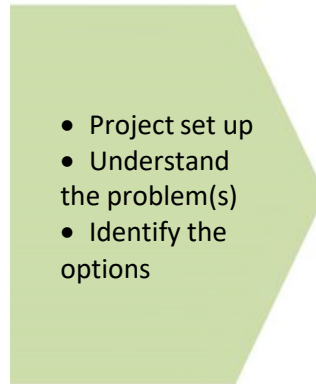 • Project set up
• Understand
the problem(s)
• Identify the
options